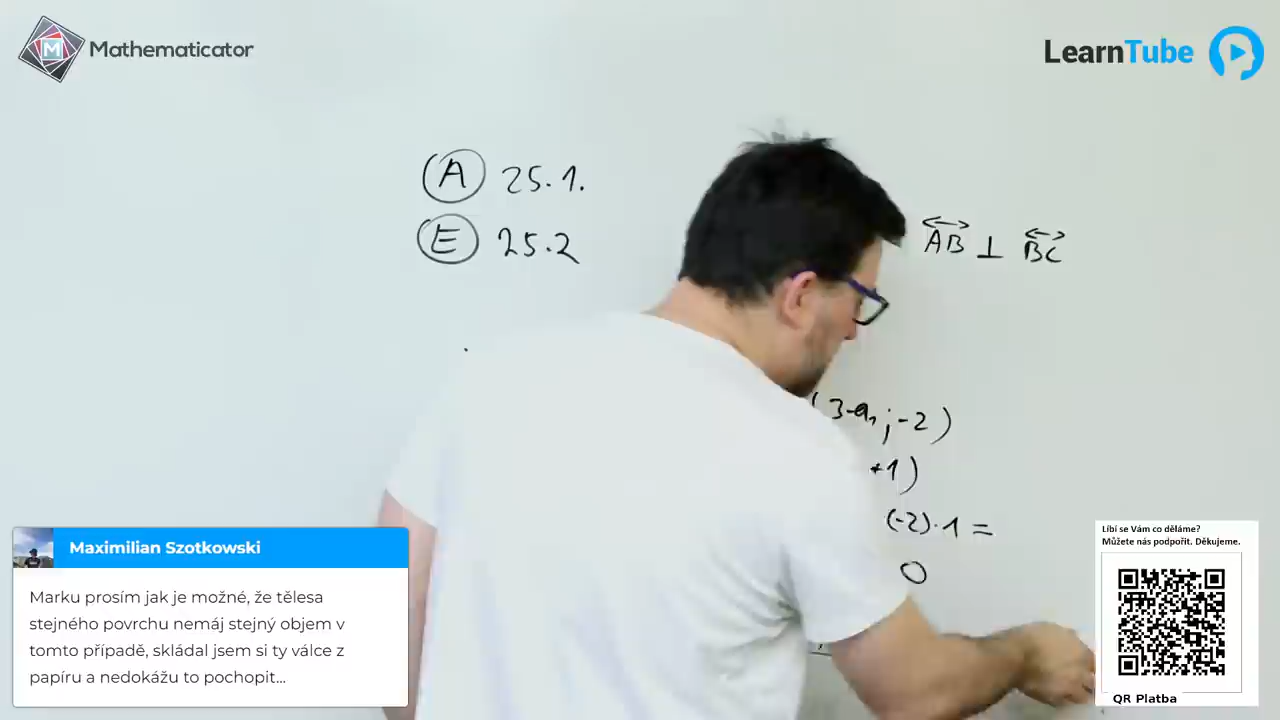 Mathematicator
LearnTube
(A) 25.1.
(E) 25.2
AB ⊥ BC
(3-a₁; -2)
+1)
(-2)·1 =
0
Maximilian Szotkowski
Marku prosím jak je možné, že tělesa
stejného povrchu nemáj stejný objem v
tomto případě, skládal jsem si ty válce z
papíru a nedokážu to pochopit...
Líbí se Vám co děláme?
Můžete nás podpořit. Děkujeme.
QR Platba